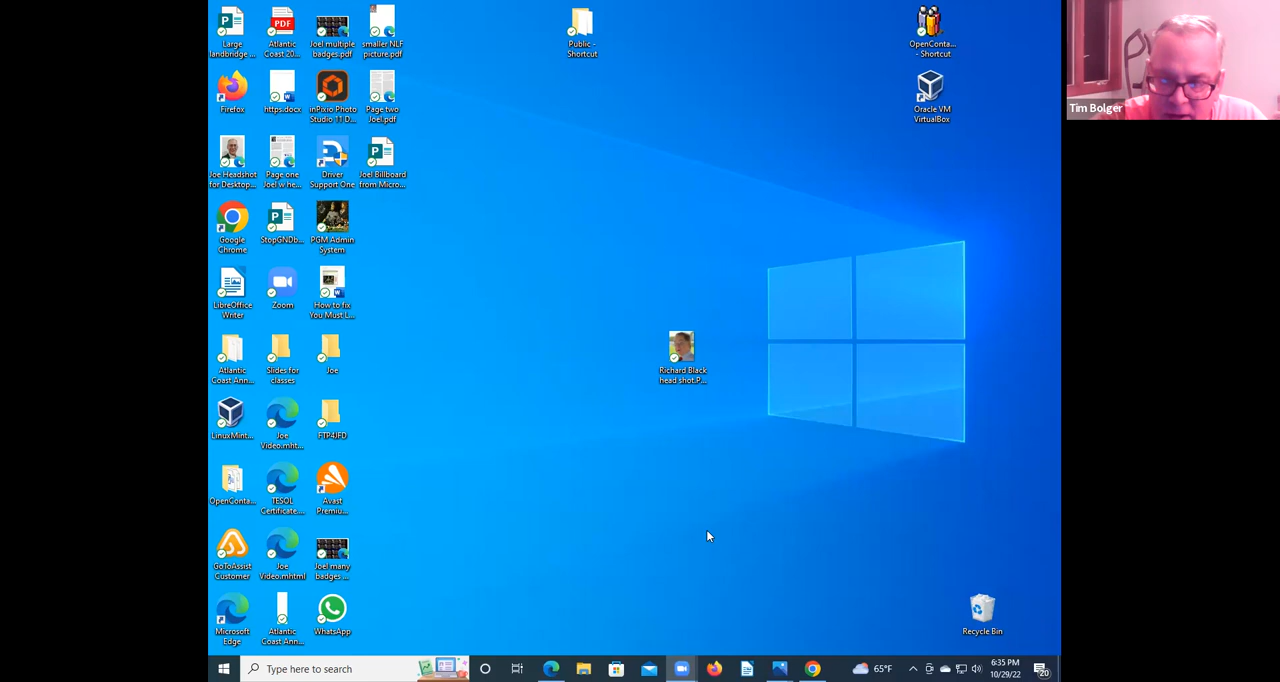 Large
landbridge ...
Atlantic
Coast 20...
Joel multiple
badges.pdf
smaller NLF
picture.pdf
Public -
Shortcut
OpenConta...
- Shortcut
Firefox
https.docx
inPixio Photo
Studio 11 D...
Page two
Joel.pdf
Oracle VM
VirtualBox
Joe Headshot
for Desktop...
Page one
Joel w he...
Driver
Support One
Joel Billboard
from Micro...
Google
Chrome
StopGNDb...
PGM Admin
System
LibreOffice
Writer
Zoom
How to fix
You Must L...
Atlantic
Coast Ann...
Slides for
classes
Joe
Richard Black
head shot.P...
LinuxMint...
Joe
Video.mht...
FTP4JFD
OpenConta...
TESOL
Certificate....
Avast
Premiu...
GoToAssist
Customer
Joe
Video.mhtml
Joel many
badges ...
Microsoft
Edge
Atlantic
Coast Ann...
WhatsApp
Recycle Bin
Type here to search
65°F
6:35 PM
10/29/22
20
Tim Bolger
PDF